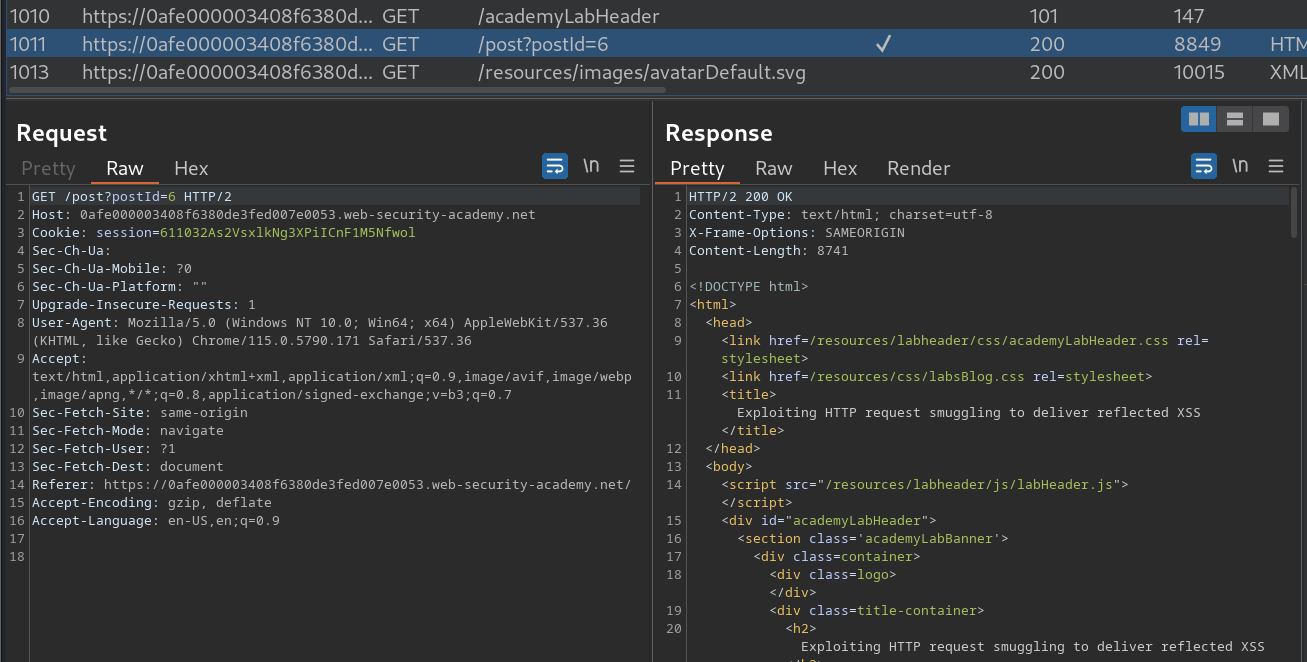 1010 https://0afe000003408f6380d... GET /academyLabHeader 101 147
1011 https://0afe000003408f6380d... GET /post?postId=6 ✓ 200 8849 HTM
1013 https://0afe000003408f6380d... GET /resources/images/avatarDefault.svg 200 10015 XML
Request
Pretty Raw Hex \n
1 GET /post?postId=6 HTTP/2
2 Host: 0afe000003408f6380de3fed007e0053.web-security-academy.net
3 Cookie: session=611032As2VsxlkNg3XPiICnF1M5Nfwol
4 Sec-Ch-Ua:
5 Sec-Ch-Ua-Mobile: ?0
6 Sec-Ch-Ua-Platform: ""
7 Upgrade-Insecure-Requests: 1
8 User-Agent: Mozilla/5.0 (Windows NT 10.0; Win64; x64) AppleWebKit/537.36
(KHTML, like Gecko) Chrome/115.0.5790.171 Safari/537.36
9 Accept:
text/html,application/xhtml+xml,application/xml;q=0.9,image/avif,image/webp
,image/apng,*/*;q=0.8,application/signed-exchange;v=b3;q=0.7
10 Sec-Fetch-Site: same-origin
11 Sec-Fetch-Mode: navigate
12 Sec-Fetch-User: ?1
13 Sec-Fetch-Dest: document
14 Referer: https://0afe000003408f6380de3fed007e0053.web-security-academy.net/
15 Accept-Encoding: gzip, deflate
16 Accept-Language: en-US,en;q=0.9
17
18
Response
Pretty Raw Hex Render \n
1 HTTP/2 200 OK
2 Content-Type: text/html; charset=utf-8
3 X-Frame-Options: SAMEORIGIN
4 Content-Length: 8741
5
6 <!DOCTYPE html>
7 <html>
8 <head>
9 <link href=/resources/labheader/css/academyLabHeader.css rel=
stylesheet>
10 <link href=/resources/css/labsBlog.css rel=stylesheet>
11 <title>
Exploiting HTTP request smuggling to deliver reflected XSS
</title>
12 </head>
13 <body>
14 <script src="/resources/labheader/js/labHeader.js">
</script>
15 <div id="academyLabHeader">
16 <section class='academyLabBanner'>
17 <div class=container>
18 <div class=logo>
</div>
19 <div class=title-container>
20 <h2>
Exploiting HTTP request smuggling to deliver reflected XSS
</h2>